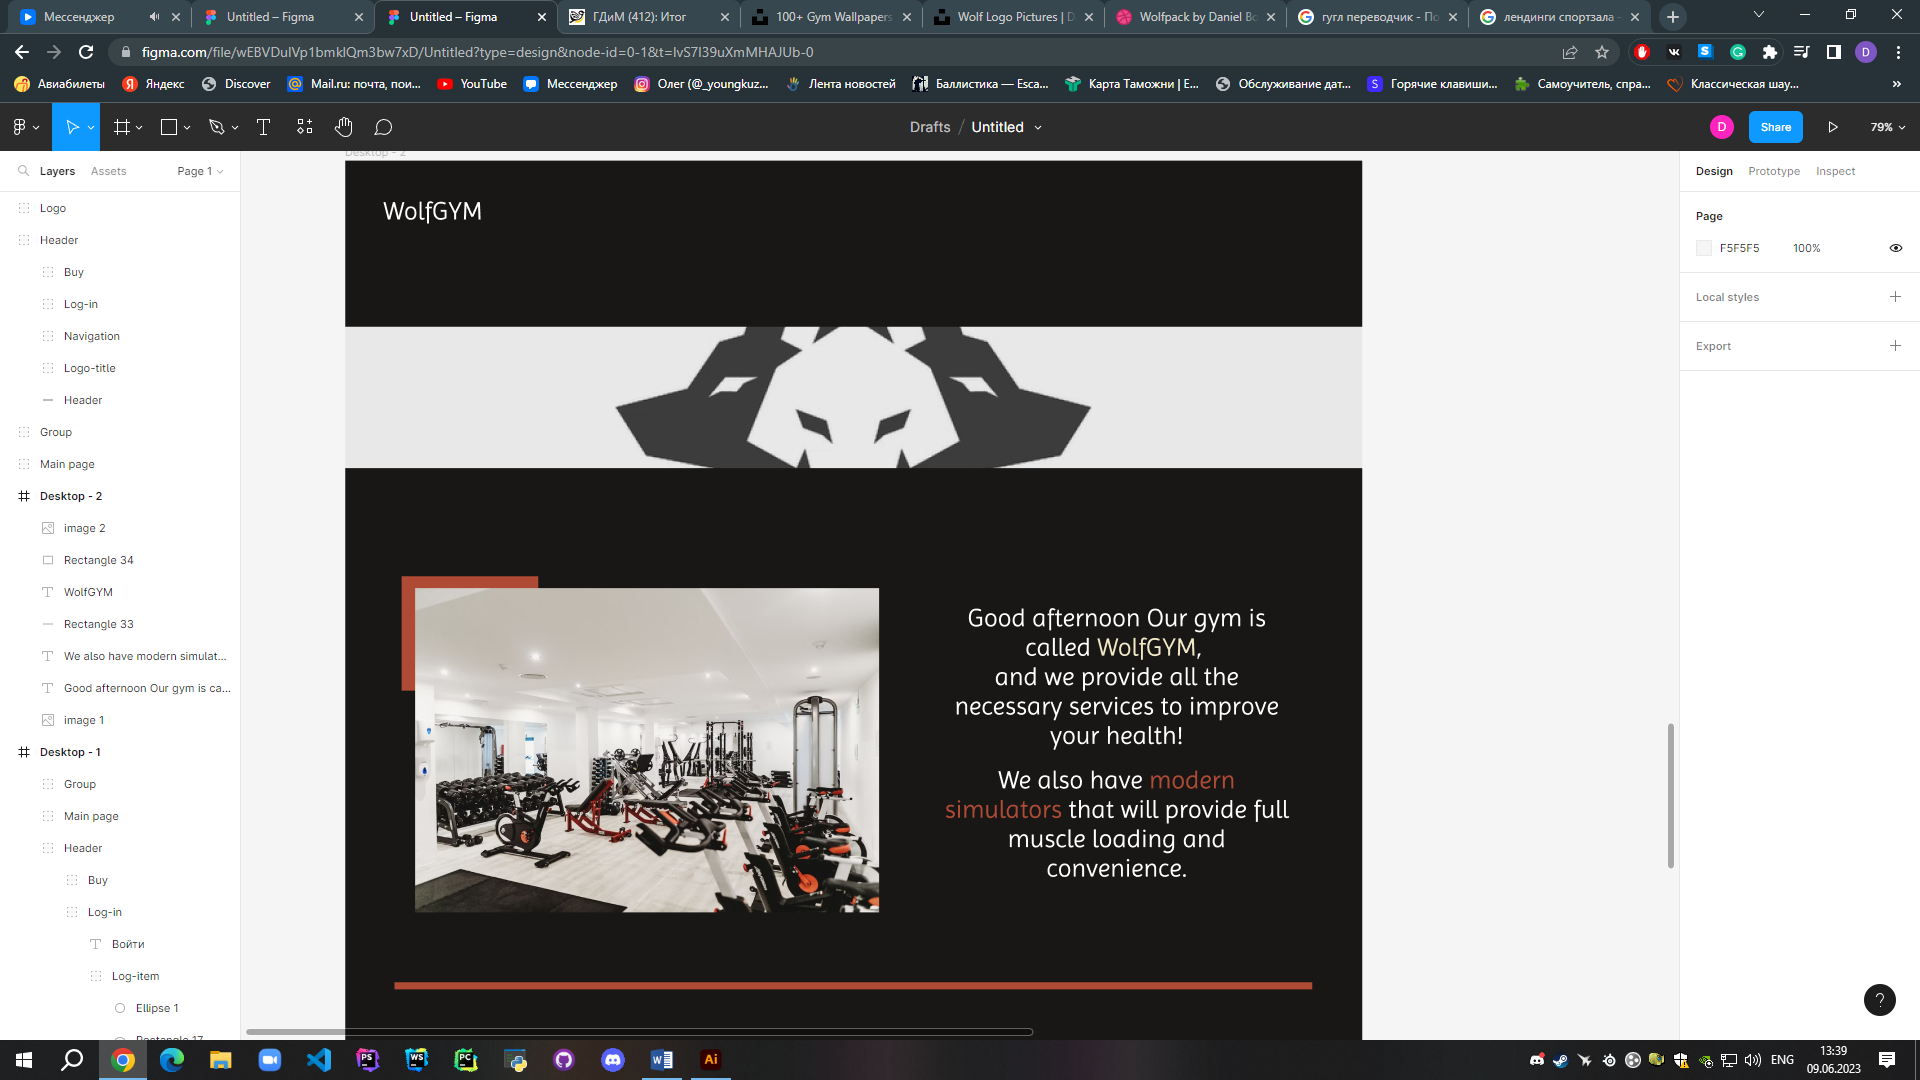 Мессенджер
Untitled – Figma
Untitled – Figma
ГДиМ (412): Итог
100+ Gym Wallpapers
Wolf Logo Pictures | D
Wolfpack by Daniel Bo
гугл переводчик - По
лендинги спортзала -
figma.com/file/wEBVDulVp1bmklQm3bw7xD/Untitled?type=design&node-id=0-1&t=IvS7I39uXmMHAJUb-0
D
Авиабилеты
Яндекс
Discover
Mail.ru: почта, пои...
YouTube
Мессенджер
Олег (@_youngkuz...
Лента новостей
Баллистика — Esca...
Карта Таможни | E...
Обслуживание дат...
Горячие клавиши...
Самоучитель, спра...
Классическая шау...
»
Drafts / Untitled
D
Share
79%
Layers
Assets
Page 1
Logo
Header
Buy
Log-in
Navigation
Logo-title
Header
Group
Main page
Desktop - 2
image 2
Rectangle 34
WolfGYM
Rectangle 33
We also have modern simulat...
Good afternoon Our gym is ca...
image 1
Desktop - 1
Group
Main page
Header
Buy
Log-in
Войти
Log-item
Ellipse 1
Rectangle 17
Desktop - 2
WolfGYM
Good afternoon Our gym is
called WolfGYM,
and we provide all the
necessary services to improve
your health!
We also have modern
simulators that will provide full
muscle loading and
convenience.
Design
Prototype
Inspect
Page
F5F5F5
100%
Local styles
Export
?
PS
WS
PC
Ai
ENG
13:39
09.06.2023